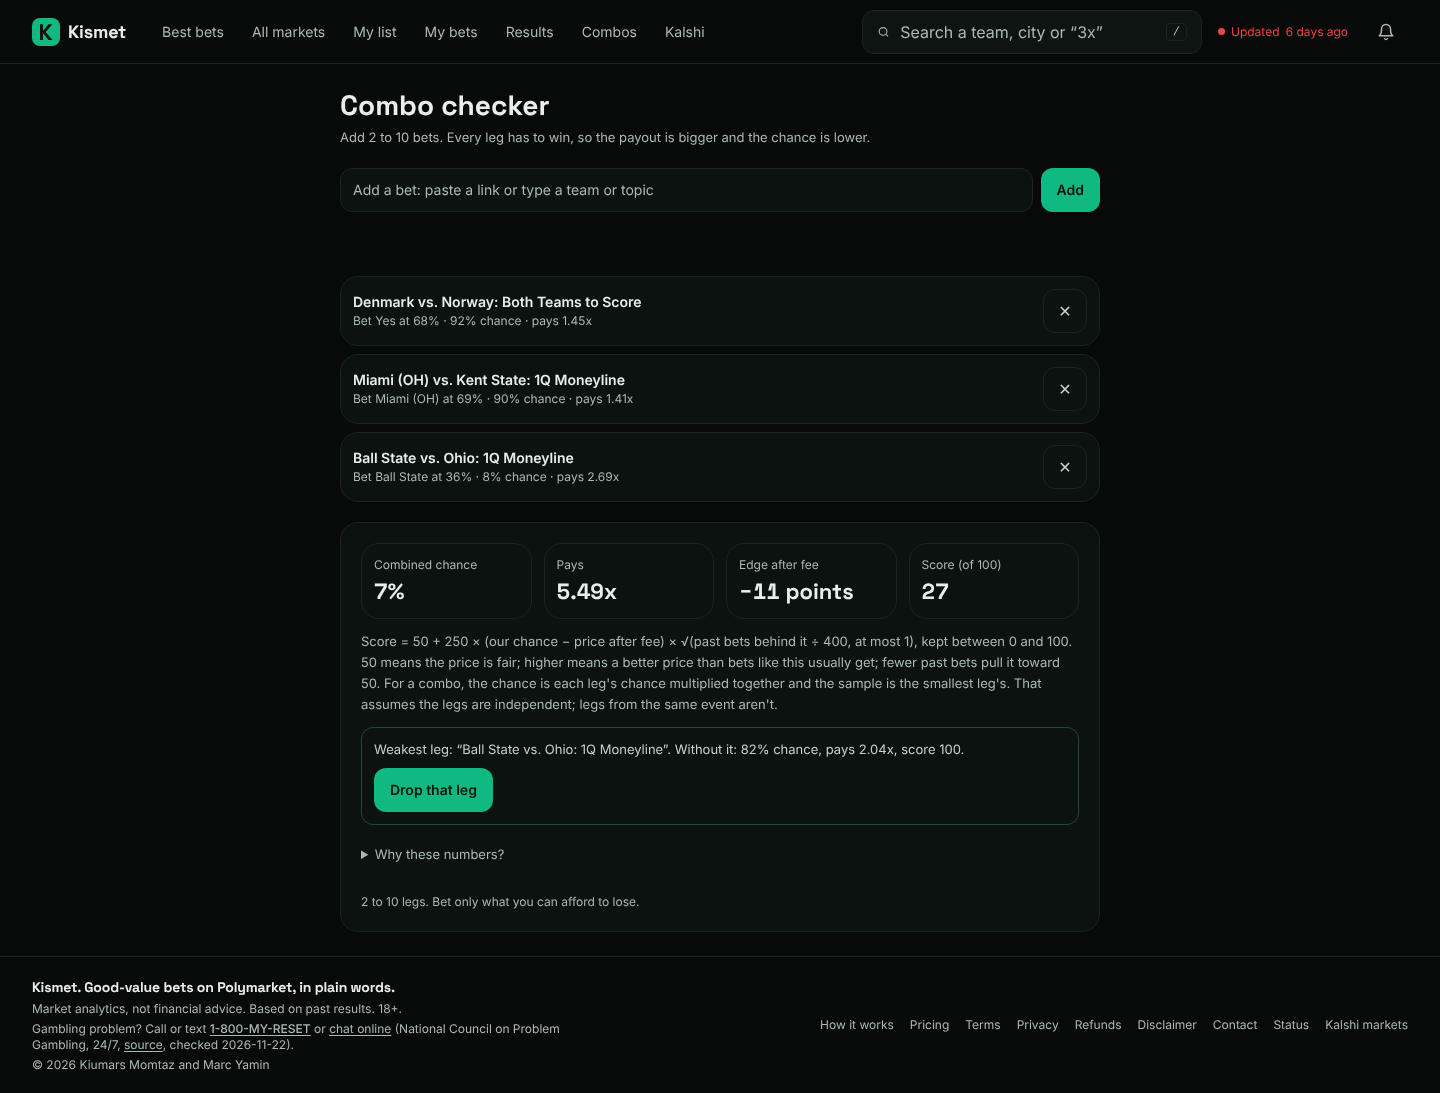 K Kismet
Best bets
All markets
My list
My bets
Results
Combos
Kalshi
Search a team, city or “3x”
/
Updated 6 days ago
Combo checker
Add 2 to 10 bets. Every leg has to win, so the payout is bigger and the chance is lower.
Add a bet: paste a link or type a team or topic
Add
Denmark vs. Norway: Both Teams to Score
Bet Yes at 68% · 92% chance · pays 1.45x
×
Miami (OH) vs. Kent State: 1Q Moneyline
Bet Miami (OH) at 69% · 90% chance · pays 1.41x
×
Ball State vs. Ohio: 1Q Moneyline
Bet Ball State at 36% · 8% chance · pays 2.69x
×
Combined chance
7%
Pays
5.49x
Edge after fee
−11 points
Score (of 100)
27
Score = 50 + 250 × (our chance − price after fee) × √(past bets behind it ÷ 400, at most 1), kept between 0 and 100.
50 means the price is fair; higher means a better price than bets like this usually get; fewer past bets pull it toward
50. For a combo, the chance is each leg's chance multiplied together and the sample is the smallest leg's. That
assumes the legs are independent; legs from the same event aren't.
Weakest leg: “Ball State vs. Ohio: 1Q Moneyline”. Without it: 82% chance, pays 2.04x, score 100.
Drop that leg
Why these numbers?
2 to 10 legs. Bet only what you can afford to lose.
Kismet. Good-value bets on Polymarket, in plain words.
Market analytics, not financial advice. Based on past results. 18+.
Gambling problem? Call or text 1-800-MY-RESET or chat online (National Council on Problem
Gambling, 24/7, source, checked 2026-11-22).
© 2026 Kiumars Momtaz and Marc Yamin
How it works
Pricing
Terms
Privacy
Refunds
Disclaimer
Contact
Status
Kalshi markets